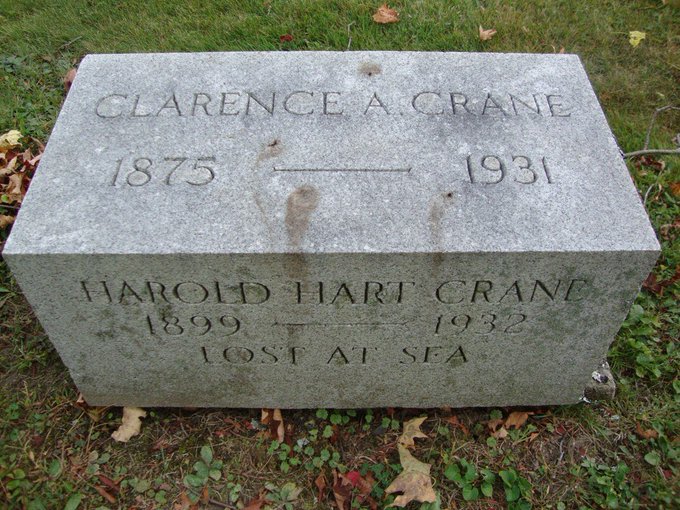 CLARENCE A. CRANE
1875 — 1931
HAROLD HART CRANE
1899 — 1932
LOST AT SEA